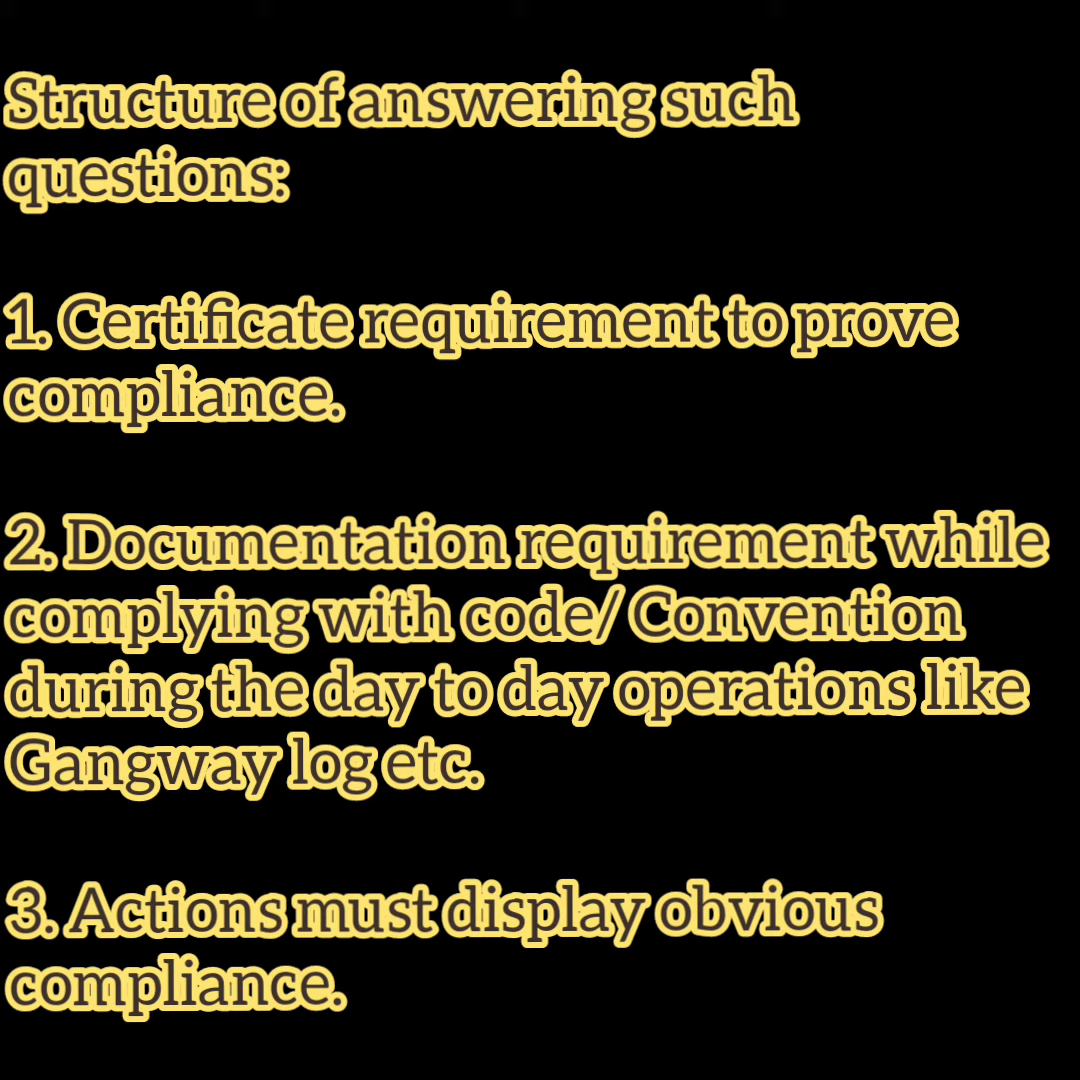 Structure of answering such
questions:
1. Certificate requirement to prove
compliance.
2. Documentation requirement while
complying with code/ Convention
during the day to day operations like
Gangway log etc.
3. Actions must display obvious
compliance.